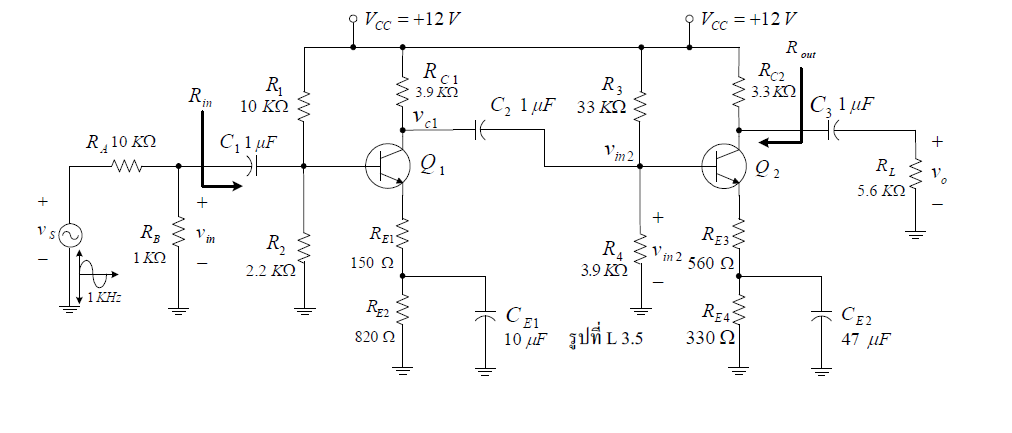 V_CC = +12 V
V_CC = +12 V
R_out
R_in
R_1
10 KΩ
R_C1
3.9 KΩ
R_3
33 KΩ
R_C2
3.3 KΩ
R_A 10 KΩ
C_1 1 μF
v_c1
C_2 1 μF
v_in2
C_3 1 μF
Q_1
Q_2
R_L
5.6 KΩ
+
v_o
−
+
v_S
−
R_B
1 KΩ
+
v_in
−
R_2
2.2 KΩ
R_E1
150 Ω
R_4
3.9 KΩ
+
v_in2
−
R_E3
560 Ω
1 KHz
R_E2
820 Ω
C_E1
10 μF
รูปที่ L 3.5
R_E4
330 Ω
C_E2
47 μF